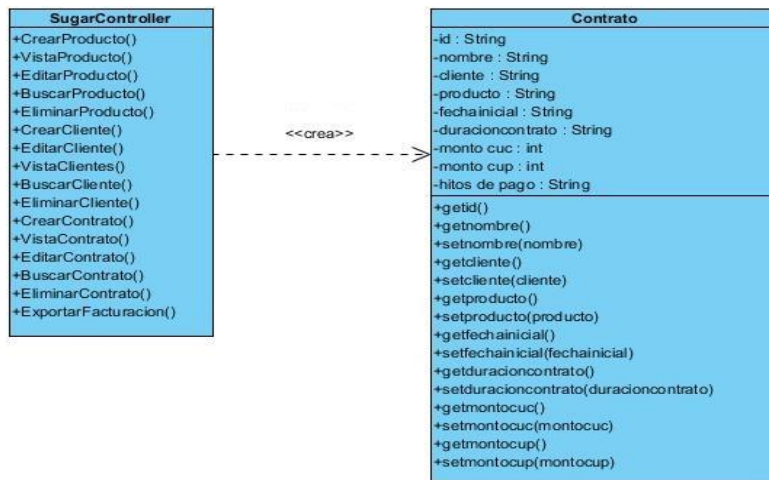 SugarController
+CrearProducto()
+VistaProducto()
+EditarProducto()
+BuscarProducto()
+EliminarProducto()
+CrearCliente()
+EditarCliente()
+VistaClientes()
+BuscarCliente()
+EliminarCliente()
+CrearContrato()
+VistaContrato()
+EditarContrato()
+BuscarContrato()
+EliminarContrato()
+ExportarFacturacion()
<<crea>>
Contrato
-id : String
-nombre : String
-cliente : String
-producto : String
-fechainicial : String
-duracioncontrato : String
-monto cuc : int
-monto cup : int
-hitos de pago : String
+getid()
+getnombre()
+setnombre(nombre)
+getcliente()
+setcliente(cliente)
+getproducto()
+setproducto(producto)
+getfechainicial()
+setfechainicial(fechainicial)
+getduracioncontrato()
+setduracioncontrato(duracioncontrato)
+getmontocuc()
+setmontocuc(montocuc)
+getmontocup()
+setmontocup(montocup)